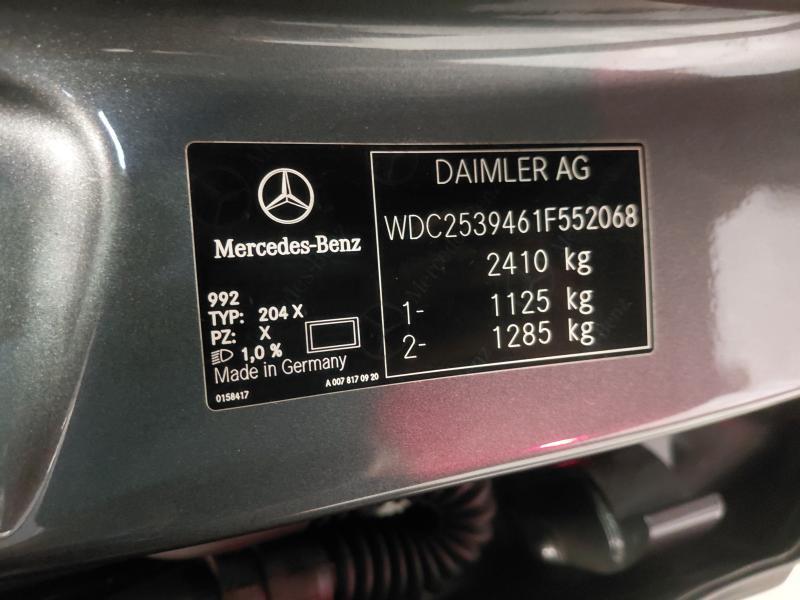 Mercedes-Benz
992
TYP: 204 X
PZ: X
1,0 %
Made in Germany
0158417
A 007 817 09 20
DAIMLER AG
WDC2539461F552068
2410 kg
1- 1125 kg
2- 1285 kg